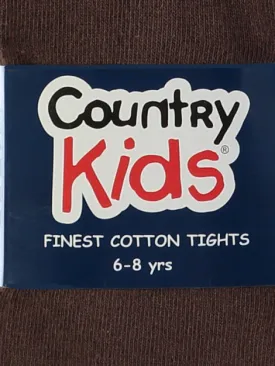 Country
Kids®
FINEST COTTON TIGHTS
6-8 yrs